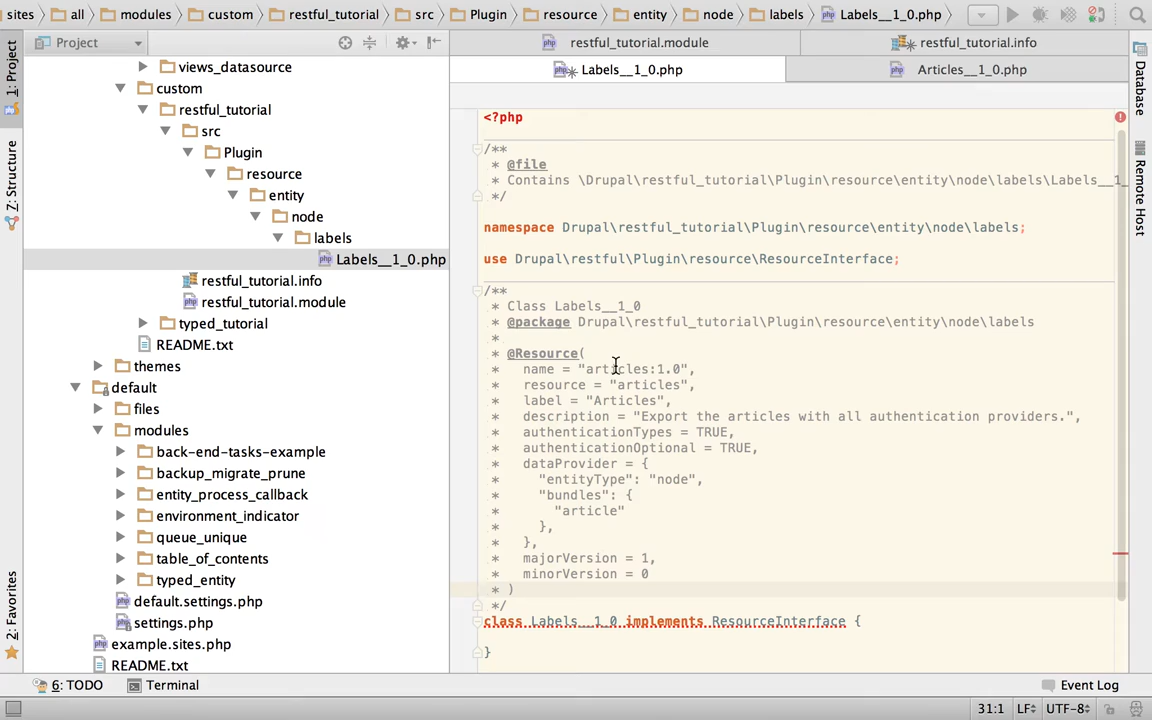 sites all modules custom restful_tutorial src Plugin resource entity node labels Labels__1_0.php
Project
restful_tutorial.module
restful_tutorial.info
Labels__1_0.php
Articles__1_0.php
1: Project
Z: Structure
2: Favorites
Database
Remote Host
views_datasource
custom
restful_tutorial
src
Plugin
resource
entity
node
labels
Labels__1_0.php
restful_tutorial.info
restful_tutorial.module
typed_tutorial
README.txt
themes
default
files
modules
back-end-tasks-example
backup_migrate_prune
entity_process_callback
environment_indicator
queue_unique
table_of_contents
typed_entity
default.settings.php
settings.php
example.sites.php
README.txt
<?php
/**
* @file
* Contains \Drupal\restful_tutorial\Plugin\resource\entity\node\labels\Labels__1_
*/
namespace Drupal\restful_tutorial\Plugin\resource\entity\node\labels;
use Drupal\restful\Plugin\resource\ResourceInterface;
/**
* Class Labels__1_0
* @package Drupal\restful_tutorial\Plugin\resource\entity\node\labels
*
* @Resource(
* name = "articles:1.0",
* resource = "articles",
* label = "Articles",
* description = "Export the articles with all authentication providers.",
* authenticationTypes = TRUE,
* authenticationOptional = TRUE,
* dataProvider = {
* "entityType": "node",
* "bundles": {
* "article"
* },
* },
* majorVersion = 1,
* minorVersion = 0
* )
*/
class Labels__1_0 implements ResourceInterface {
}
6: TODO
Terminal
Event Log
31:1 LF UTF-8